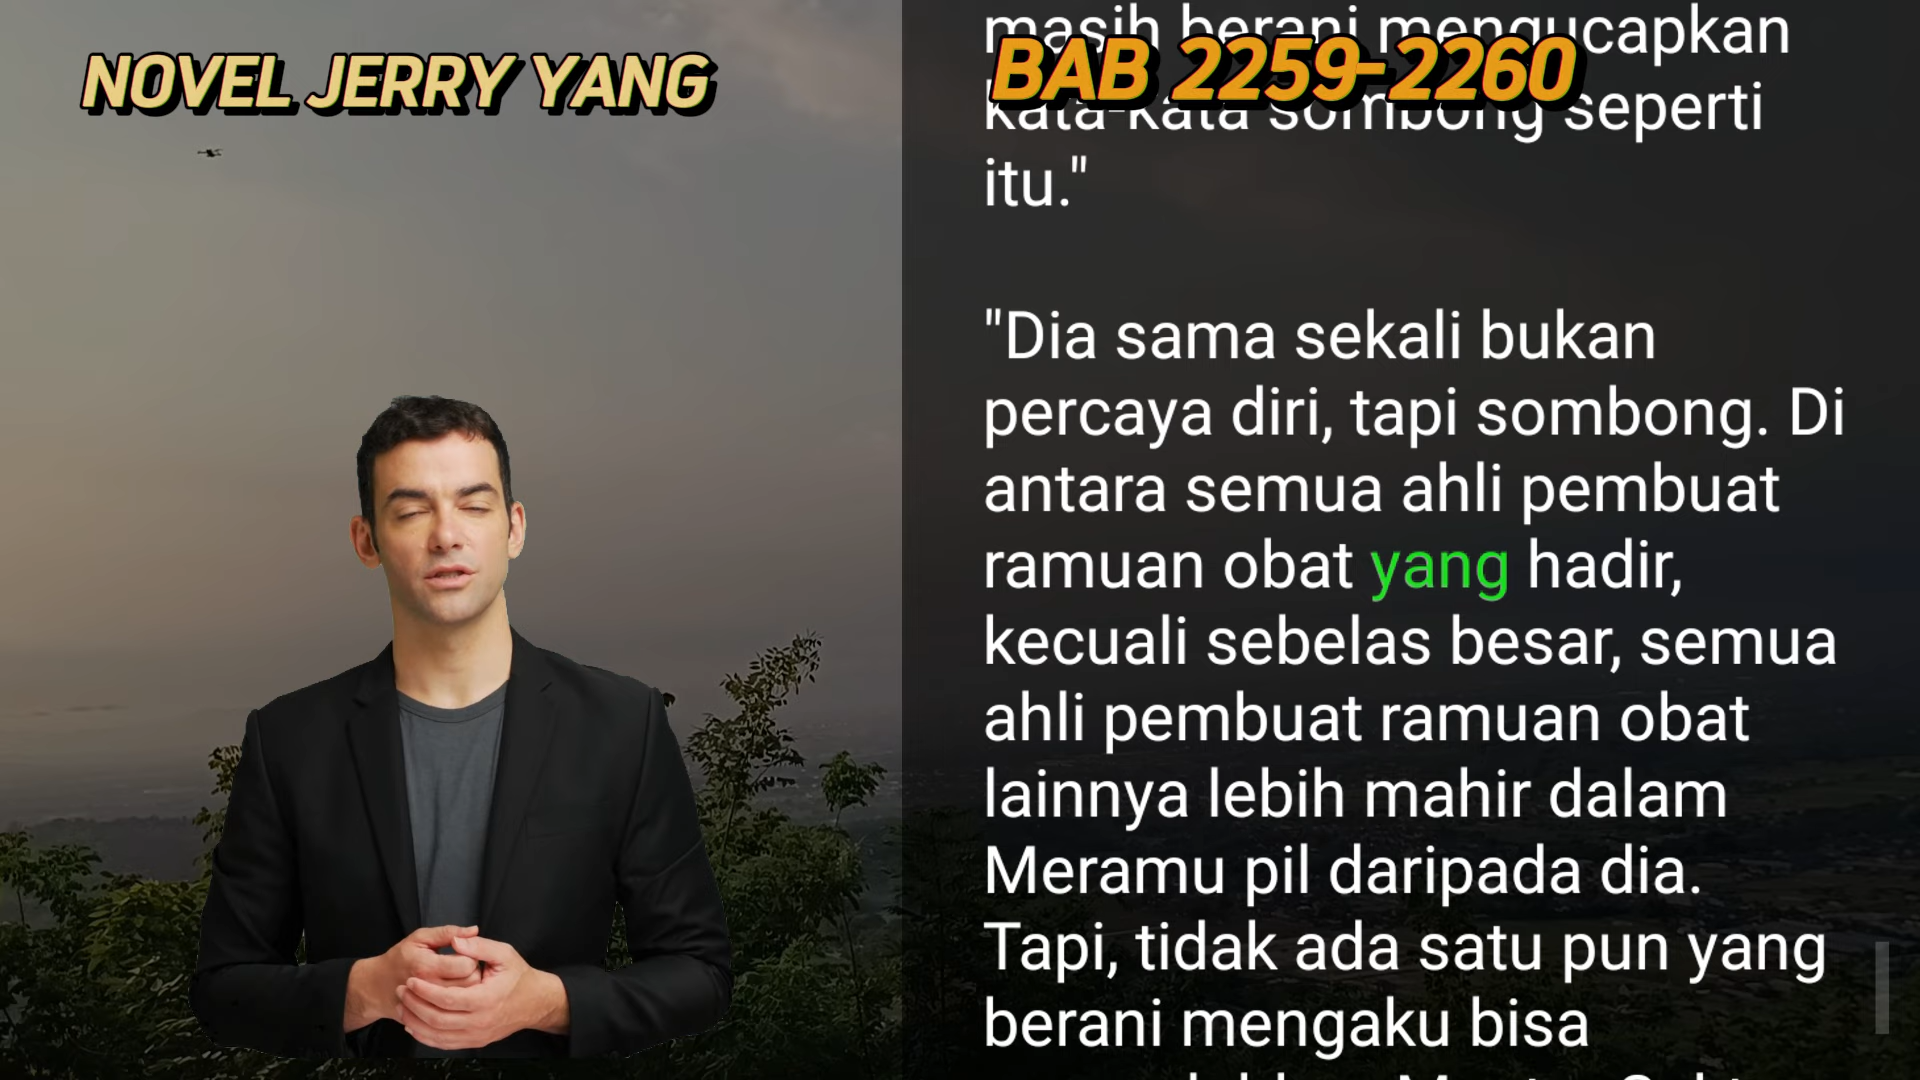 NOVEL JERRY YANG
BAB 2259-2260
masih berani mengucapkan
kata-kata sombong seperti
itu."
"Dia sama sekali bukan
percaya diri, tapi sombong. Di
antara semua ahli pembuat
ramuan obat yang hadir,
kecuali sebelas besar, semua
ahli pembuat ramuan obat
lainnya lebih mahir dalam
Meramu pil daripada dia.
Tapi, tidak ada satu pun yang
berani mengaku bisa